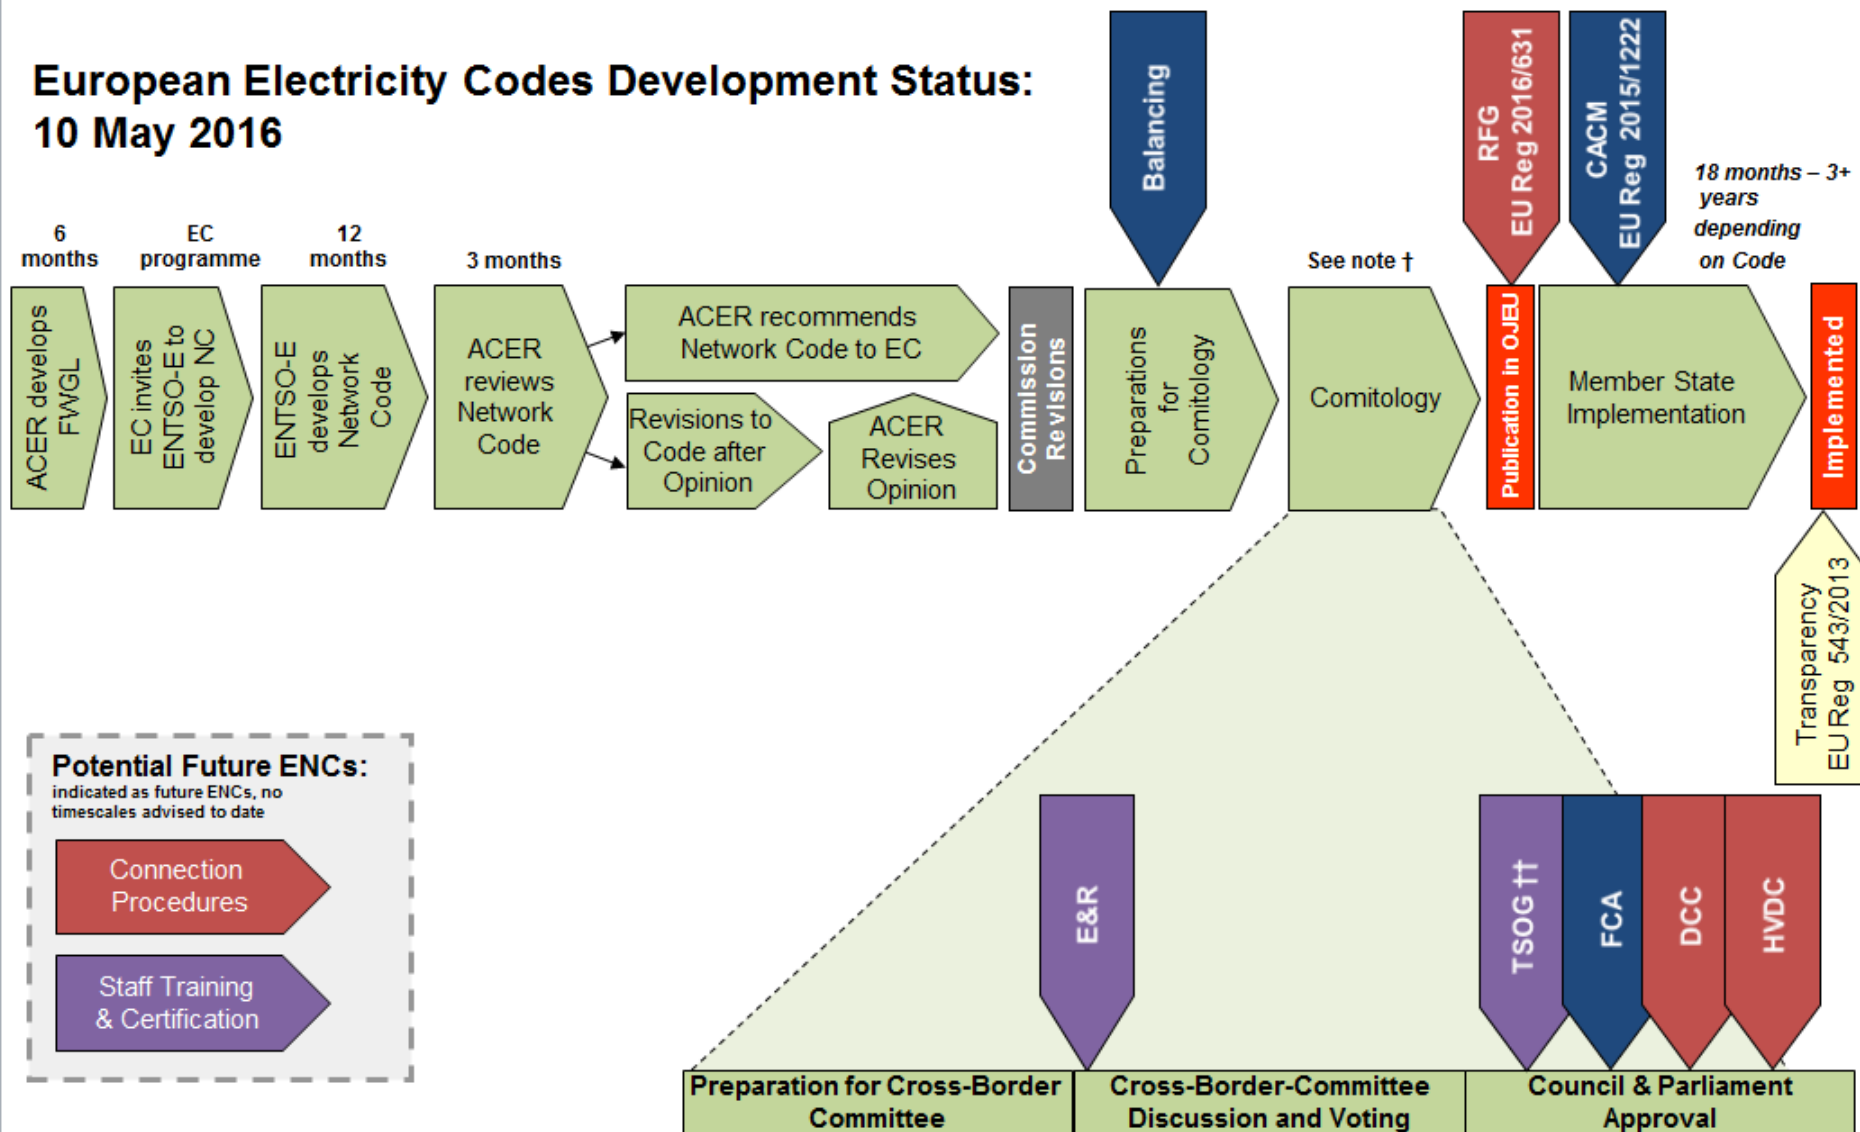 European Electricity Codes Development Status:
10 May 2016
Balancing
RFG
EU Reg 2016/631
CACM
EU Reg 2015/1222
18 months – 3+
years
depending
on Code
6
months
EC
programme
12
months
3 months
See note †
ACER develops
FWGL
EC invites
ENTSO-E to
develop NC
ENTSO-E
develops
Network
Code
ACER
reviews
Network
Code
ACER recommends
Network Code to EC
Revisions to
Code after
Opinion
ACER
Revises
Opinion
Commission
Revisions
Preparations
for
Comitology
Comitology
Publication in OJEU
Member State
Implementation
Implemented
Transparency
EU Reg 543/2013
Potential Future ENCs:
indicated as future ENCs, no
timescales advised to date
Connection
Procedures
Staff Training
& Certification
E&R
TSOG ††
FCA
DCC
HVDC
Preparation for Cross-Border
Committee
Cross-Border-Committee
Discussion and Voting
Council & Parliament
Approval